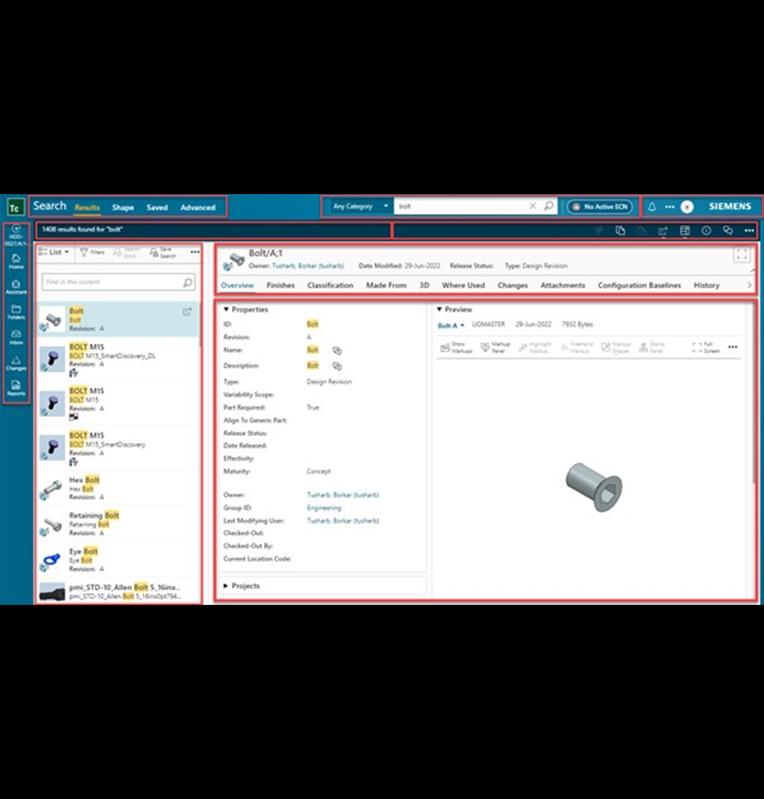 Tc Search Results Shape Saved Advanced
Any Category bolt No Active ECN SIEMENS
1408 results found for "bolt"
HDD-
Home
Assistant
Folders
Inbox
Changes
Reports
List Filters Search Save Search
Find in this content
Bolt
Bolt
Revision: A
BOLT M15
BOLT M15_SmartDiscovery_DL
Revision: A
BOLT M15
BOLT M15
Revision: A
BOLT M15
BOLT M15_SmartDiscovery
Revision: A
Hex Bolt
Hex Bolt
Revision: A
Retaining Bolt
Retaining Bolt
Revision: A
Eye Bolt
Eye Bolt
Revision: A
pmi_STD-10_Allen Bolt 5_16inx...
pmi_STD-10_Allen Bolt 5_16inx0pt794...
Bolt/A;1
Owner: Tusharb, Borkar (tusharb) Date Modified: 29-Jun-2022 Release Status: Type: Design Revision
Overview Finishes Classification Made From 3D Where Used Changes Attachments Configuration Baselines History
Properties
ID: Bolt
Revision: A
Name: Bolt
Description: Bolt
Type: Design Revision
Variability Scope:
Part Required: True
Align To Generic Part:
Release Status:
Date Released:
Effectivity:
Maturity: Concept
Owner: Tusharb, Borkar (tusharb)
Group ID: Engineering
Last Modifying User: Tusharb, Borkar (tusharb)
Checked-Out:
Checked-Out By:
Current Location Code:
Projects
Preview
Bolt A UGMASTER 29-Jun-2022 7932 Bytes
Show Markups Markup Panel Highlight Markups Freehand Markup Markup Shapes Stamp Panel Full Screen